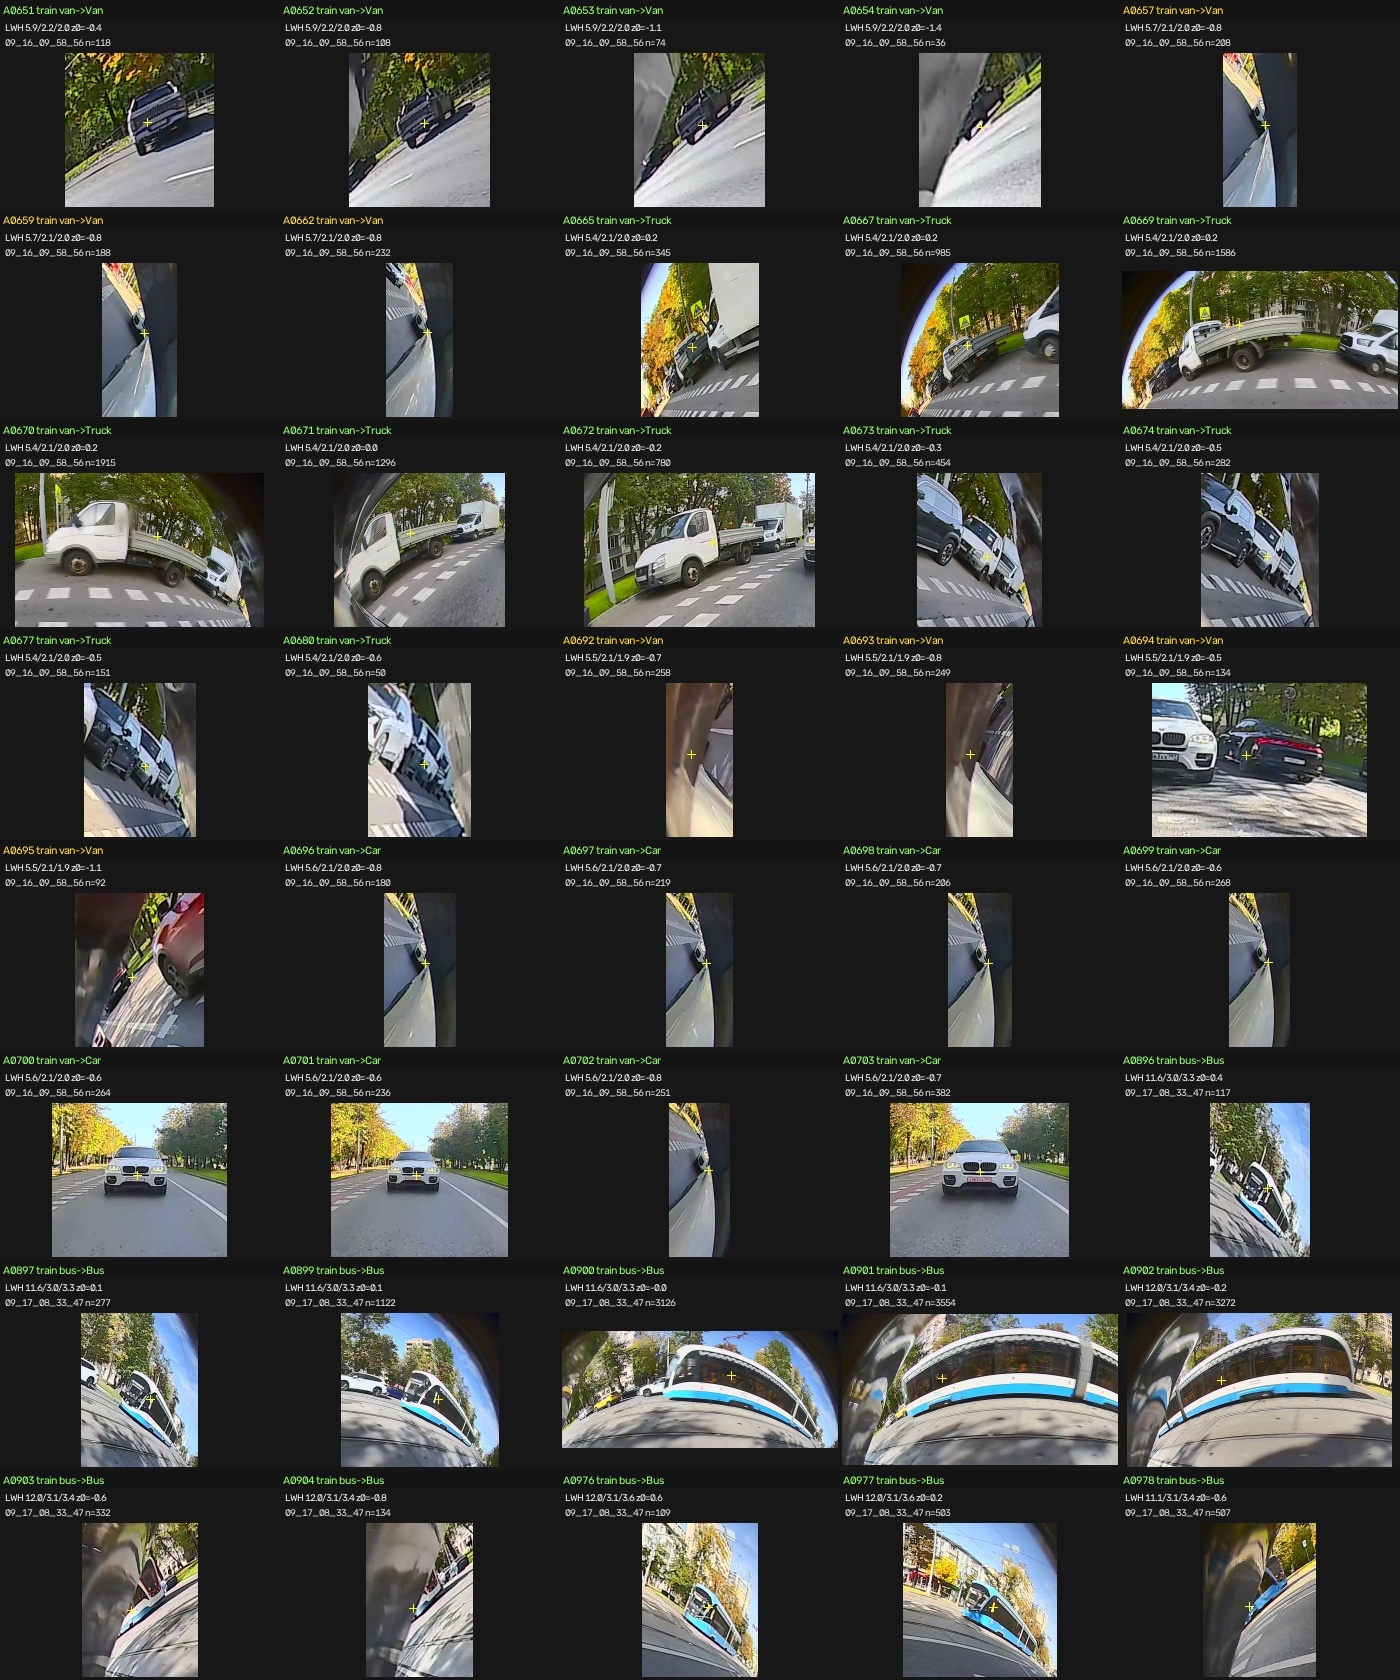 A0651 train van->Van
LWH 5.9/2.2/2.0 z0=-0.4
09_16_09_58_56 n=118
A0652 train van->Van
LWH 5.9/2.2/2.0 z0=-0.8
09_16_09_58_56 n=108
A0653 train van->Van
LWH 5.9/2.2/2.0 z0=-1.1
09_16_09_58_56 n=74
A0654 train van->Van
LWH 5.9/2.2/2.0 z0=-1.4
09_16_09_58_56 n=36
A0657 train van->Van
LWH 5.7/2.1/2.0 z0=-0.8
09_16_09_58_56 n=208
A0659 train van->Van
LWH 5.7/2.1/2.0 z0=-0.8
09_16_09_58_56 n=188
A0662 train van->Van
LWH 5.7/2.1/2.0 z0=-0.8
09_16_09_58_56 n=232
A0665 train van->Truck
LWH 5.4/2.1/2.0 z0=0.2
09_16_09_58_56 n=345
A0667 train van->Truck
LWH 5.4/2.1/2.0 z0=0.2
09_16_09_58_56 n=985
A0669 train van->Truck
LWH 5.4/2.1/2.0 z0=0.2
09_16_09_58_56 n=1586
A0670 train van->Truck
LWH 5.4/2.1/2.0 z0=0.2
09_16_09_58_56 n=1915
A0671 train van->Truck
LWH 5.4/2.1/2.0 z0=0.0
09_16_09_58_56 n=1296
A0672 train van->Truck
LWH 5.4/2.1/2.0 z0=-0.2
09_16_09_58_56 n=780
A0673 train van->Truck
LWH 5.4/2.1/2.0 z0=-0.3
09_16_09_58_56 n=454
A0674 train van->Truck
LWH 5.4/2.1/2.0 z0=-0.5
09_16_09_58_56 n=282
A0677 train van->Truck
LWH 5.4/2.1/2.0 z0=-0.5
09_16_09_58_56 n=151
A0680 train van->Truck
LWH 5.4/2.1/2.0 z0=-0.6
09_16_09_58_56 n=50
A0692 train van->Van
LWH 5.5/2.1/1.9 z0=-0.7
09_16_09_58_56 n=258
A0693 train van->Van
LWH 5.5/2.1/1.9 z0=-0.8
09_16_09_58_56 n=249
A0694 train van->Van
LWH 5.5/2.1/1.9 z0=-0.5
09_16_09_58_56 n=134
A0695 train van->Van
LWH 5.5/2.1/1.9 z0=-1.1
09_16_09_58_56 n=92
A0696 train van->Car
LWH 5.6/2.1/2.0 z0=-0.8
09_16_09_58_56 n=180
A0697 train van->Car
LWH 5.6/2.1/2.0 z0=-0.7
09_16_09_58_56 n=219
A0698 train van->Car
LWH 5.6/2.1/2.0 z0=-0.7
09_16_09_58_56 n=206
A0699 train van->Car
LWH 5.6/2.1/2.0 z0=-0.6
09_16_09_58_56 n=268
A0700 train van->Car
LWH 5.6/2.1/2.0 z0=-0.6
09_16_09_58_56 n=264
A0701 train van->Car
LWH 5.6/2.1/2.0 z0=-0.6
09_16_09_58_56 n=236
A0702 train van->Car
LWH 5.6/2.1/2.0 z0=-0.8
09_16_09_58_56 n=251
A0703 train van->Car
LWH 5.6/2.1/2.0 z0=-0.7
09_16_09_58_56 n=382
A0896 train bus->Bus
LWH 11.6/3.0/3.3 z0=0.4
09_17_08_33_47 n=117
A0897 train bus->Bus
LWH 11.6/3.0/3.3 z0=0.1
09_17_08_33_47 n=277
A0899 train bus->Bus
LWH 11.6/3.0/3.3 z0=0.1
09_17_08_33_47 n=1122
A0900 train bus->Bus
LWH 11.6/3.0/3.3 z0=-0.0
09_17_08_33_47 n=3126
A0901 train bus->Bus
LWH 11.6/3.0/3.3 z0=-0.1
09_17_08_33_47 n=3554
A0902 train bus->Bus
LWH 12.0/3.1/3.4 z0=-0.2
09_17_08_33_47 n=3272
A0903 train bus->Bus
LWH 12.0/3.1/3.4 z0=-0.6
09_17_08_33_47 n=332
A0904 train bus->Bus
LWH 12.0/3.1/3.4 z0=-0.8
09_17_08_33_47 n=134
A0976 train bus->Bus
LWH 12.0/3.1/3.6 z0=0.6
09_17_08_33_47 n=109
A0977 train bus->Bus
LWH 12.0/3.1/3.6 z0=0.2
09_17_08_33_47 n=503
A0978 train bus->Bus
LWH 11.1/3.1/3.4 z0=-0.6
09_17_08_33_47 n=507